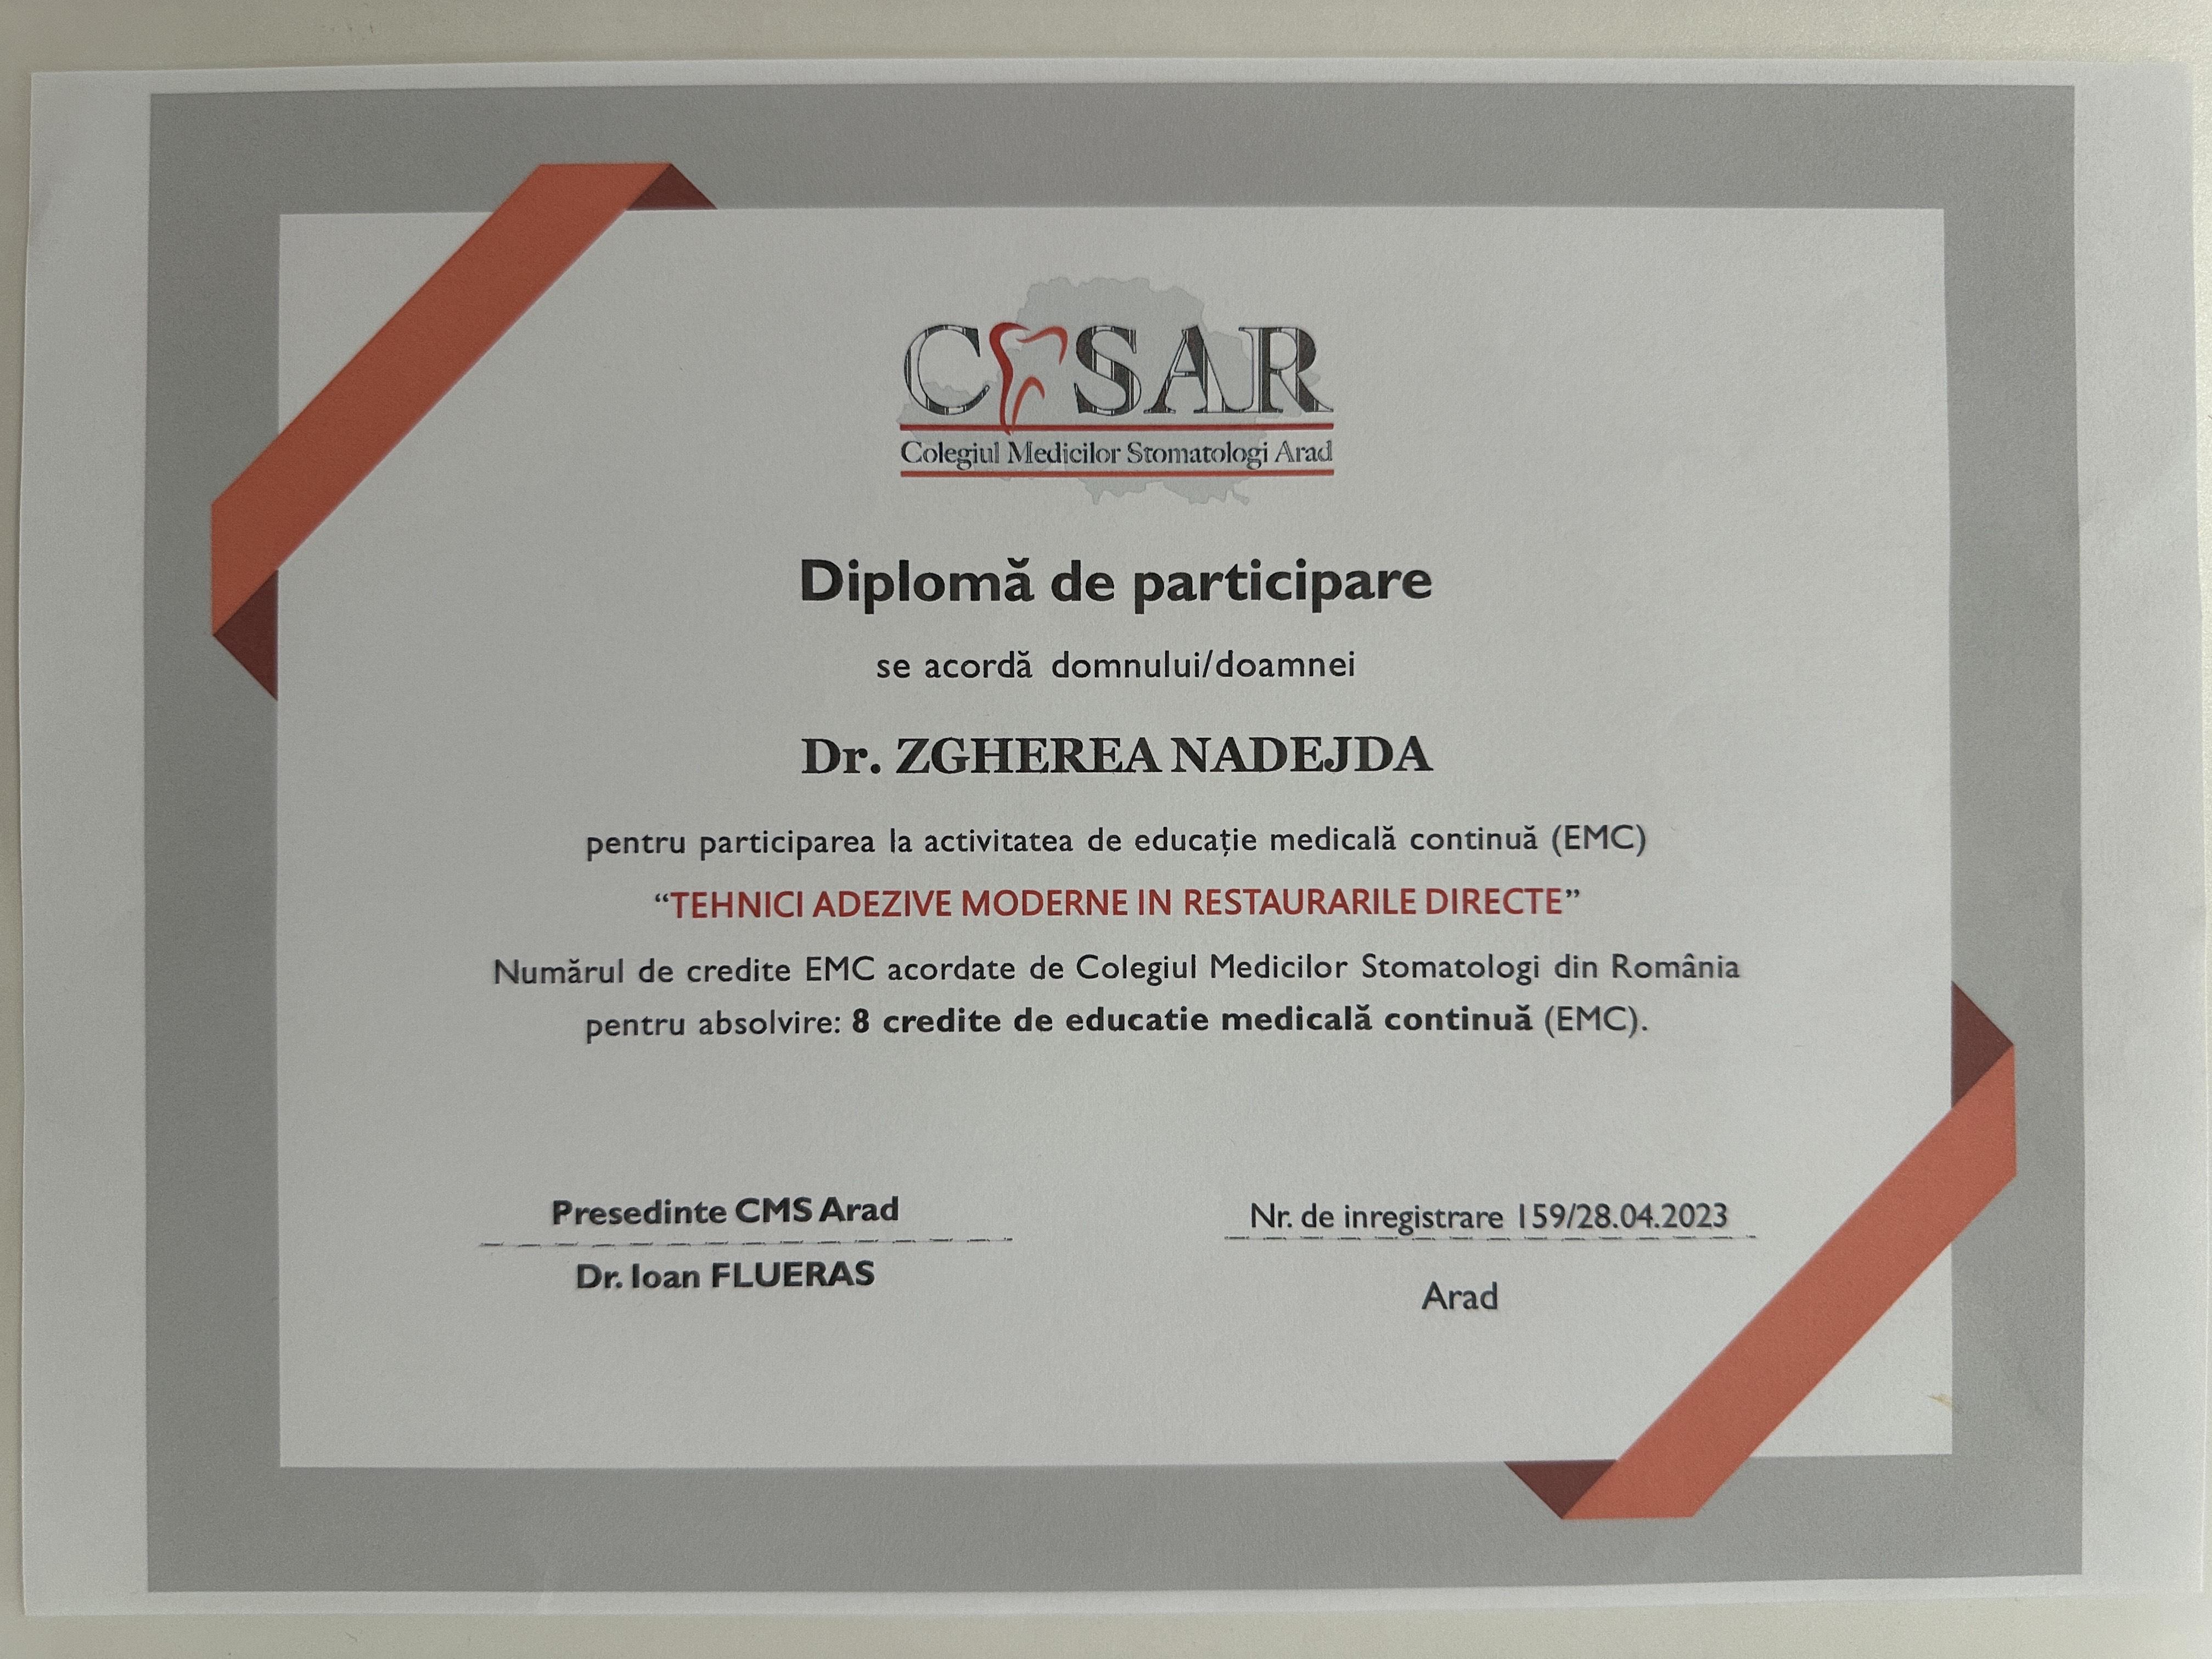 CMSAR
Colegiul Medicilor Stomatologi Arad
Diplomă de participare
se acordă domnului/doamnei
Dr. ZGHEREA NADEJDA
pentru participarea la activitatea de educație medicală continuă (EMC)
“TEHNICI ADEZIVE MODERNE IN RESTAURARILE DIRECTE”
Numărul de credite EMC acordate de Colegiul Medicilor Stomatologi din România
pentru absolvire: 8 credite de educatie medicală continuă (EMC).
Presedinte CMS Arad
Dr. Ioan FLUERAS
Nr. de inregistrare 159/28.04.2023
Arad